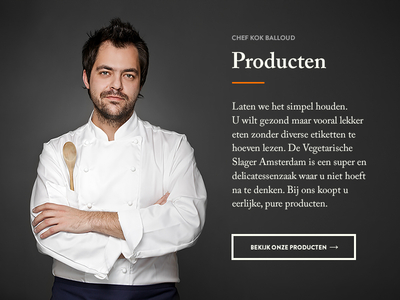 CHEF KOK BALLOUD
Producten
Laten we het simpel houden.
U wilt gezond maar vooral lekker
eten zonder diverse etiketten te
hoeven lezen. De Vegetarische
Slager Amsterdam is een super en
delicatessenzaak waar u niet hoeft
na te denken. Bij ons koopt u
eerlijke, pure producten.
BEKIJK ONZE PRODUCTEN →